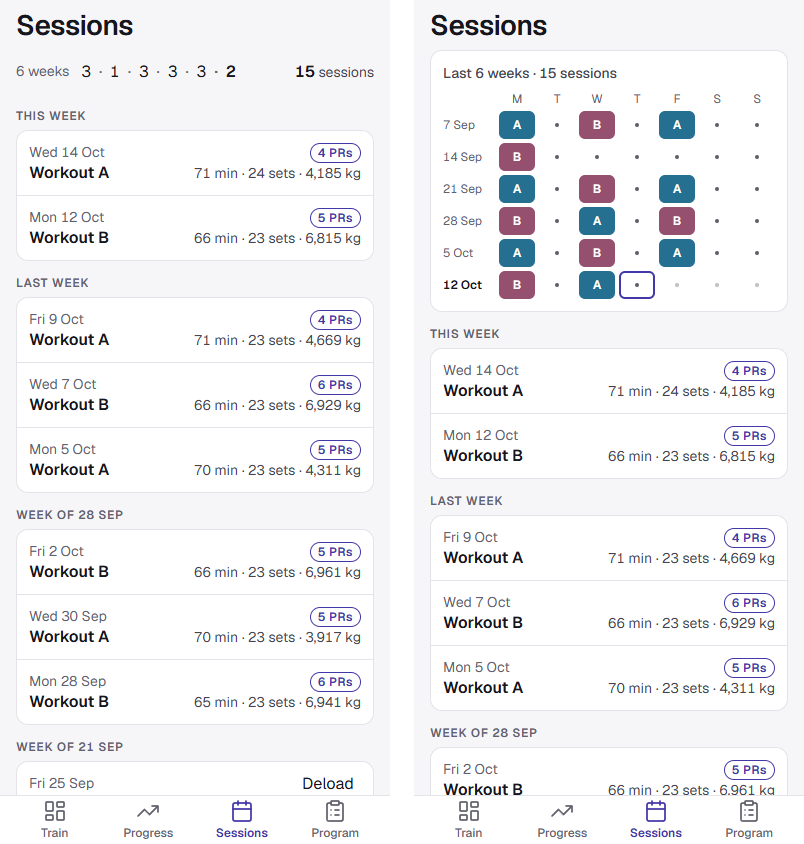 Sessions
6 weeks 3 · 1 · 3 · 3 · 3 · 2 15 sessions
THIS WEEK
Wed 14 Oct 4 PRs
Workout A 71 min · 24 sets · 4,185 kg
Mon 12 Oct 5 PRs
Workout B 66 min · 23 sets · 6,815 kg
LAST WEEK
Fri 9 Oct 4 PRs
Workout A 71 min · 23 sets · 4,669 kg
Wed 7 Oct 6 PRs
Workout B 66 min · 23 sets · 6,929 kg
Mon 5 Oct 5 PRs
Workout A 70 min · 23 sets · 4,311 kg
WEEK OF 28 SEP
Fri 2 Oct 5 PRs
Workout B 66 min · 23 sets · 6,961 kg
Wed 30 Sep 5 PRs
Workout A 70 min · 23 sets · 3,917 kg
Mon 28 Sep 6 PRs
Workout B 65 min · 23 sets · 6,941 kg
WEEK OF 21 SEP
Fri 25 Sep Deload
Train Progress Sessions Program
Sessions
Last 6 weeks · 15 sessions
M T W T F S S
7 Sep A · B · A · ·
14 Sep B · · · · · ·
21 Sep A · B · A · ·
28 Sep B · A · B · ·
5 Oct A · B · A · ·
12 Oct B · A · · · ·
THIS WEEK
Wed 14 Oct 4 PRs
Workout A 71 min · 24 sets · 4,185 kg
Mon 12 Oct 5 PRs
Workout B 66 min · 23 sets · 6,815 kg
LAST WEEK
Fri 9 Oct 4 PRs
Workout A 71 min · 23 sets · 4,669 kg
Wed 7 Oct 6 PRs
Workout B 66 min · 23 sets · 6,929 kg
Mon 5 Oct 5 PRs
Workout A 70 min · 23 sets · 4,311 kg
WEEK OF 28 SEP
Fri 2 Oct 5 PRs
Workout B 66 min · 23 sets · 6,961 kg
Train Progress Sessions Program